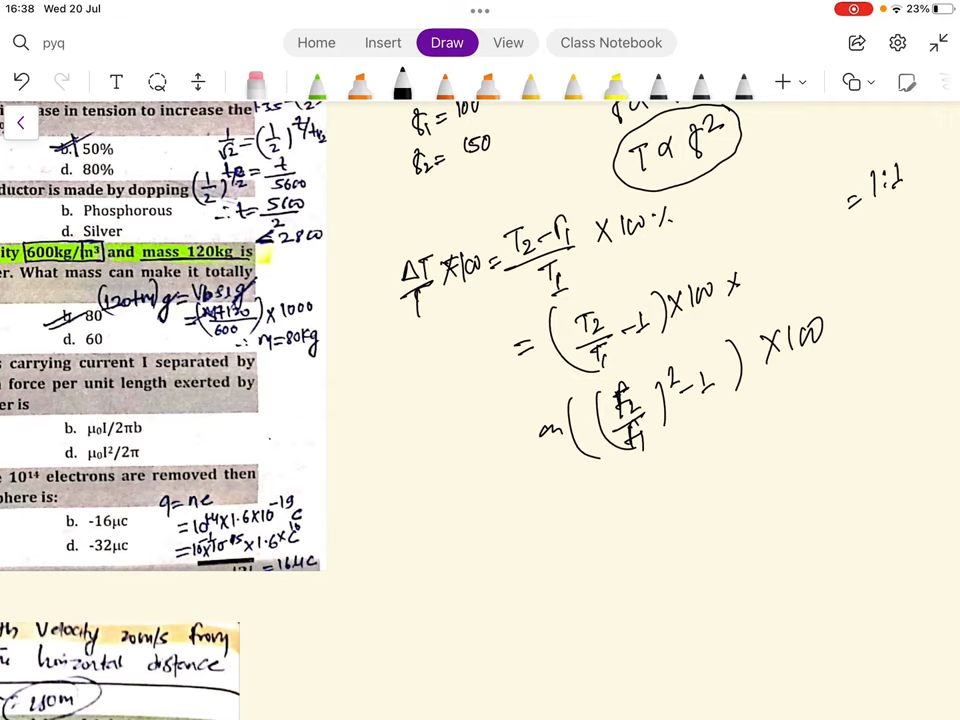 16:38 Wed 20 Jul
23%
pyq
Home Insert Draw View Class Notebook
ase in tension to increase the
b. 50%
d. 80%
ductor is made by dopping
b. Phosphorous
d. Silver
ity 600kg/m³ and mass 120kg is
er. What mass can make it totally
b. 80
d. 60
s carrying current I separated by
force per unit length exerted by
er is
b. μ₀I/2πb
d. μ₀I²/2π
e 10¹⁴ electrons are removed then
phere is:
b. -16μc
d. -32μc
1/√2 = (1/2)
(1/2)
= t/5600
∴ t = 5600/2
= 2800
(120+m)g =
) × 1000
600
∴ m = 80kg
q = ne
= 10¹⁴ × 1.6 × 10⁻¹⁹ C
= 16μC
th Velocity 20m/s from
horizontal distance
f₁ = 100
f₂ = 150
T ∝ f²
= 1:1
ΔT/T × 100 = T₂ - T₁ / T₁ × 100 %
= (T₂/T₁ - 1) × 100 ×
((f₂/f₁)² - 1) × 100